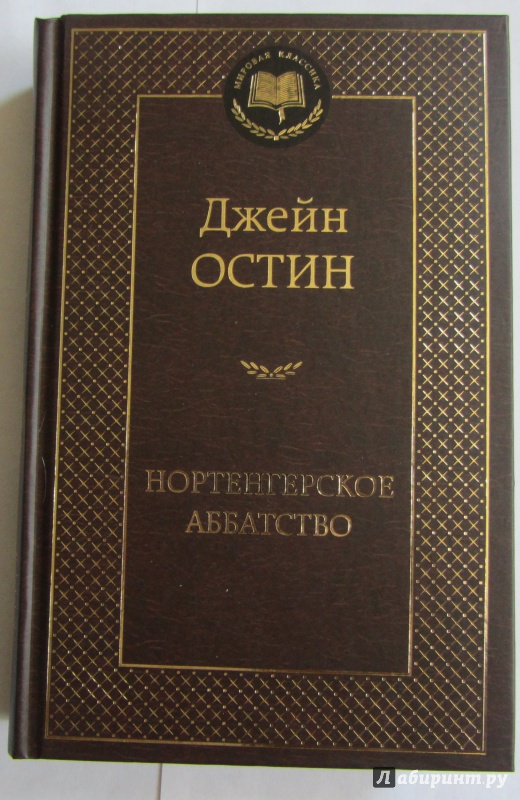 МИРОВАЯ КЛАССИКА
Джейн
ОСТИН
НОРТЕНГЕРСКОЕ
АББАТСТВО
Лабиринт.ру